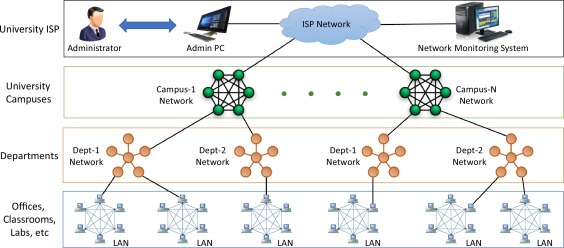 University ISP
Administrator
Admin PC
ISP Network
Network Monitoring System
University
Campuses
Campus-1
Network
Campus-N
Network
Departments
Dept-1
Network
Dept-2
Network
Dept-1
Network
Dept-2
Network
Offices,
Classrooms,
Labs, etc
LAN
LAN
LAN
LAN
LAN
LAN